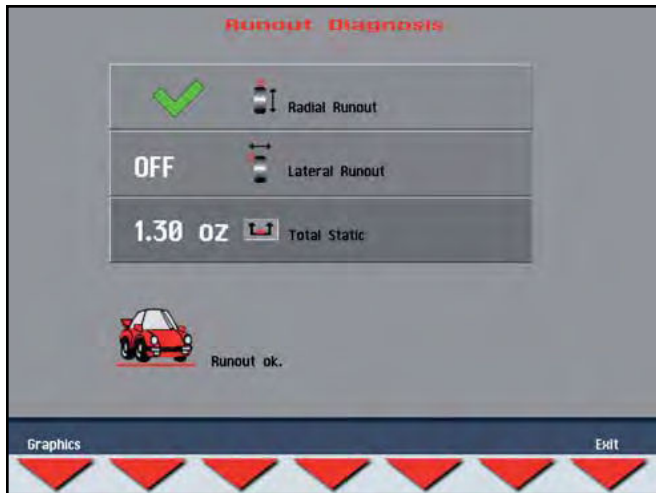 Runout Diagnosis
Radial Runout
OFF Lateral Runout
1.30 oz Total Static
Runout ok.
Graphics Exit